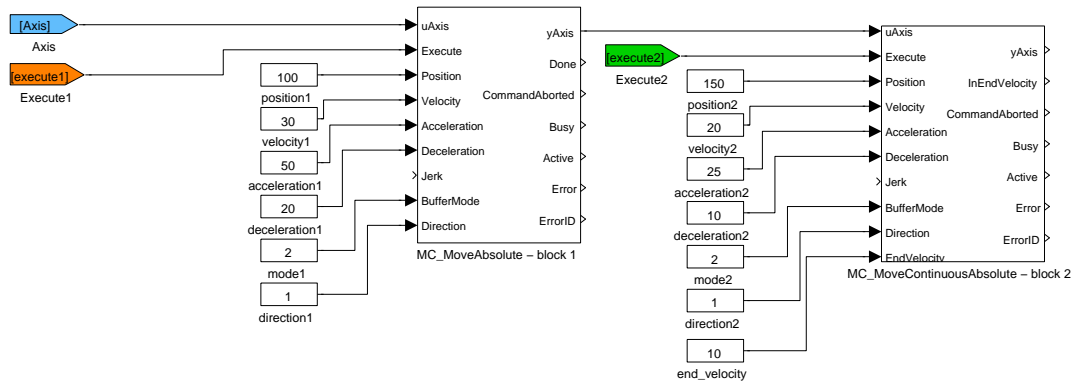 [Axis]
Axis
[execute1]
Execute1
100
position1
30
velocity1
50
acceleration1
20
deceleration1
2
mode1
1
direction1
uAxis
Execute
Position
Velocity
Acceleration
Deceleration
Jerk
BufferMode
Direction
yAxis
Done
CommandAborted
Busy
Active
Error
ErrorID
MC_MoveAbsolute – block 1
[execute2]
Execute2
150
position2
20
velocity2
25
acceleration2
10
deceleration2
2
mode2
1
direction2
10
end_velocity
uAxis
Execute
Position
Velocity
Acceleration
Deceleration
Jerk
BufferMode
Direction
EndVelocity
yAxis
InEndVelocity
CommandAborted
Busy
Active
Error
ErrorID
MC_MoveContinuousAbsolute – block 2